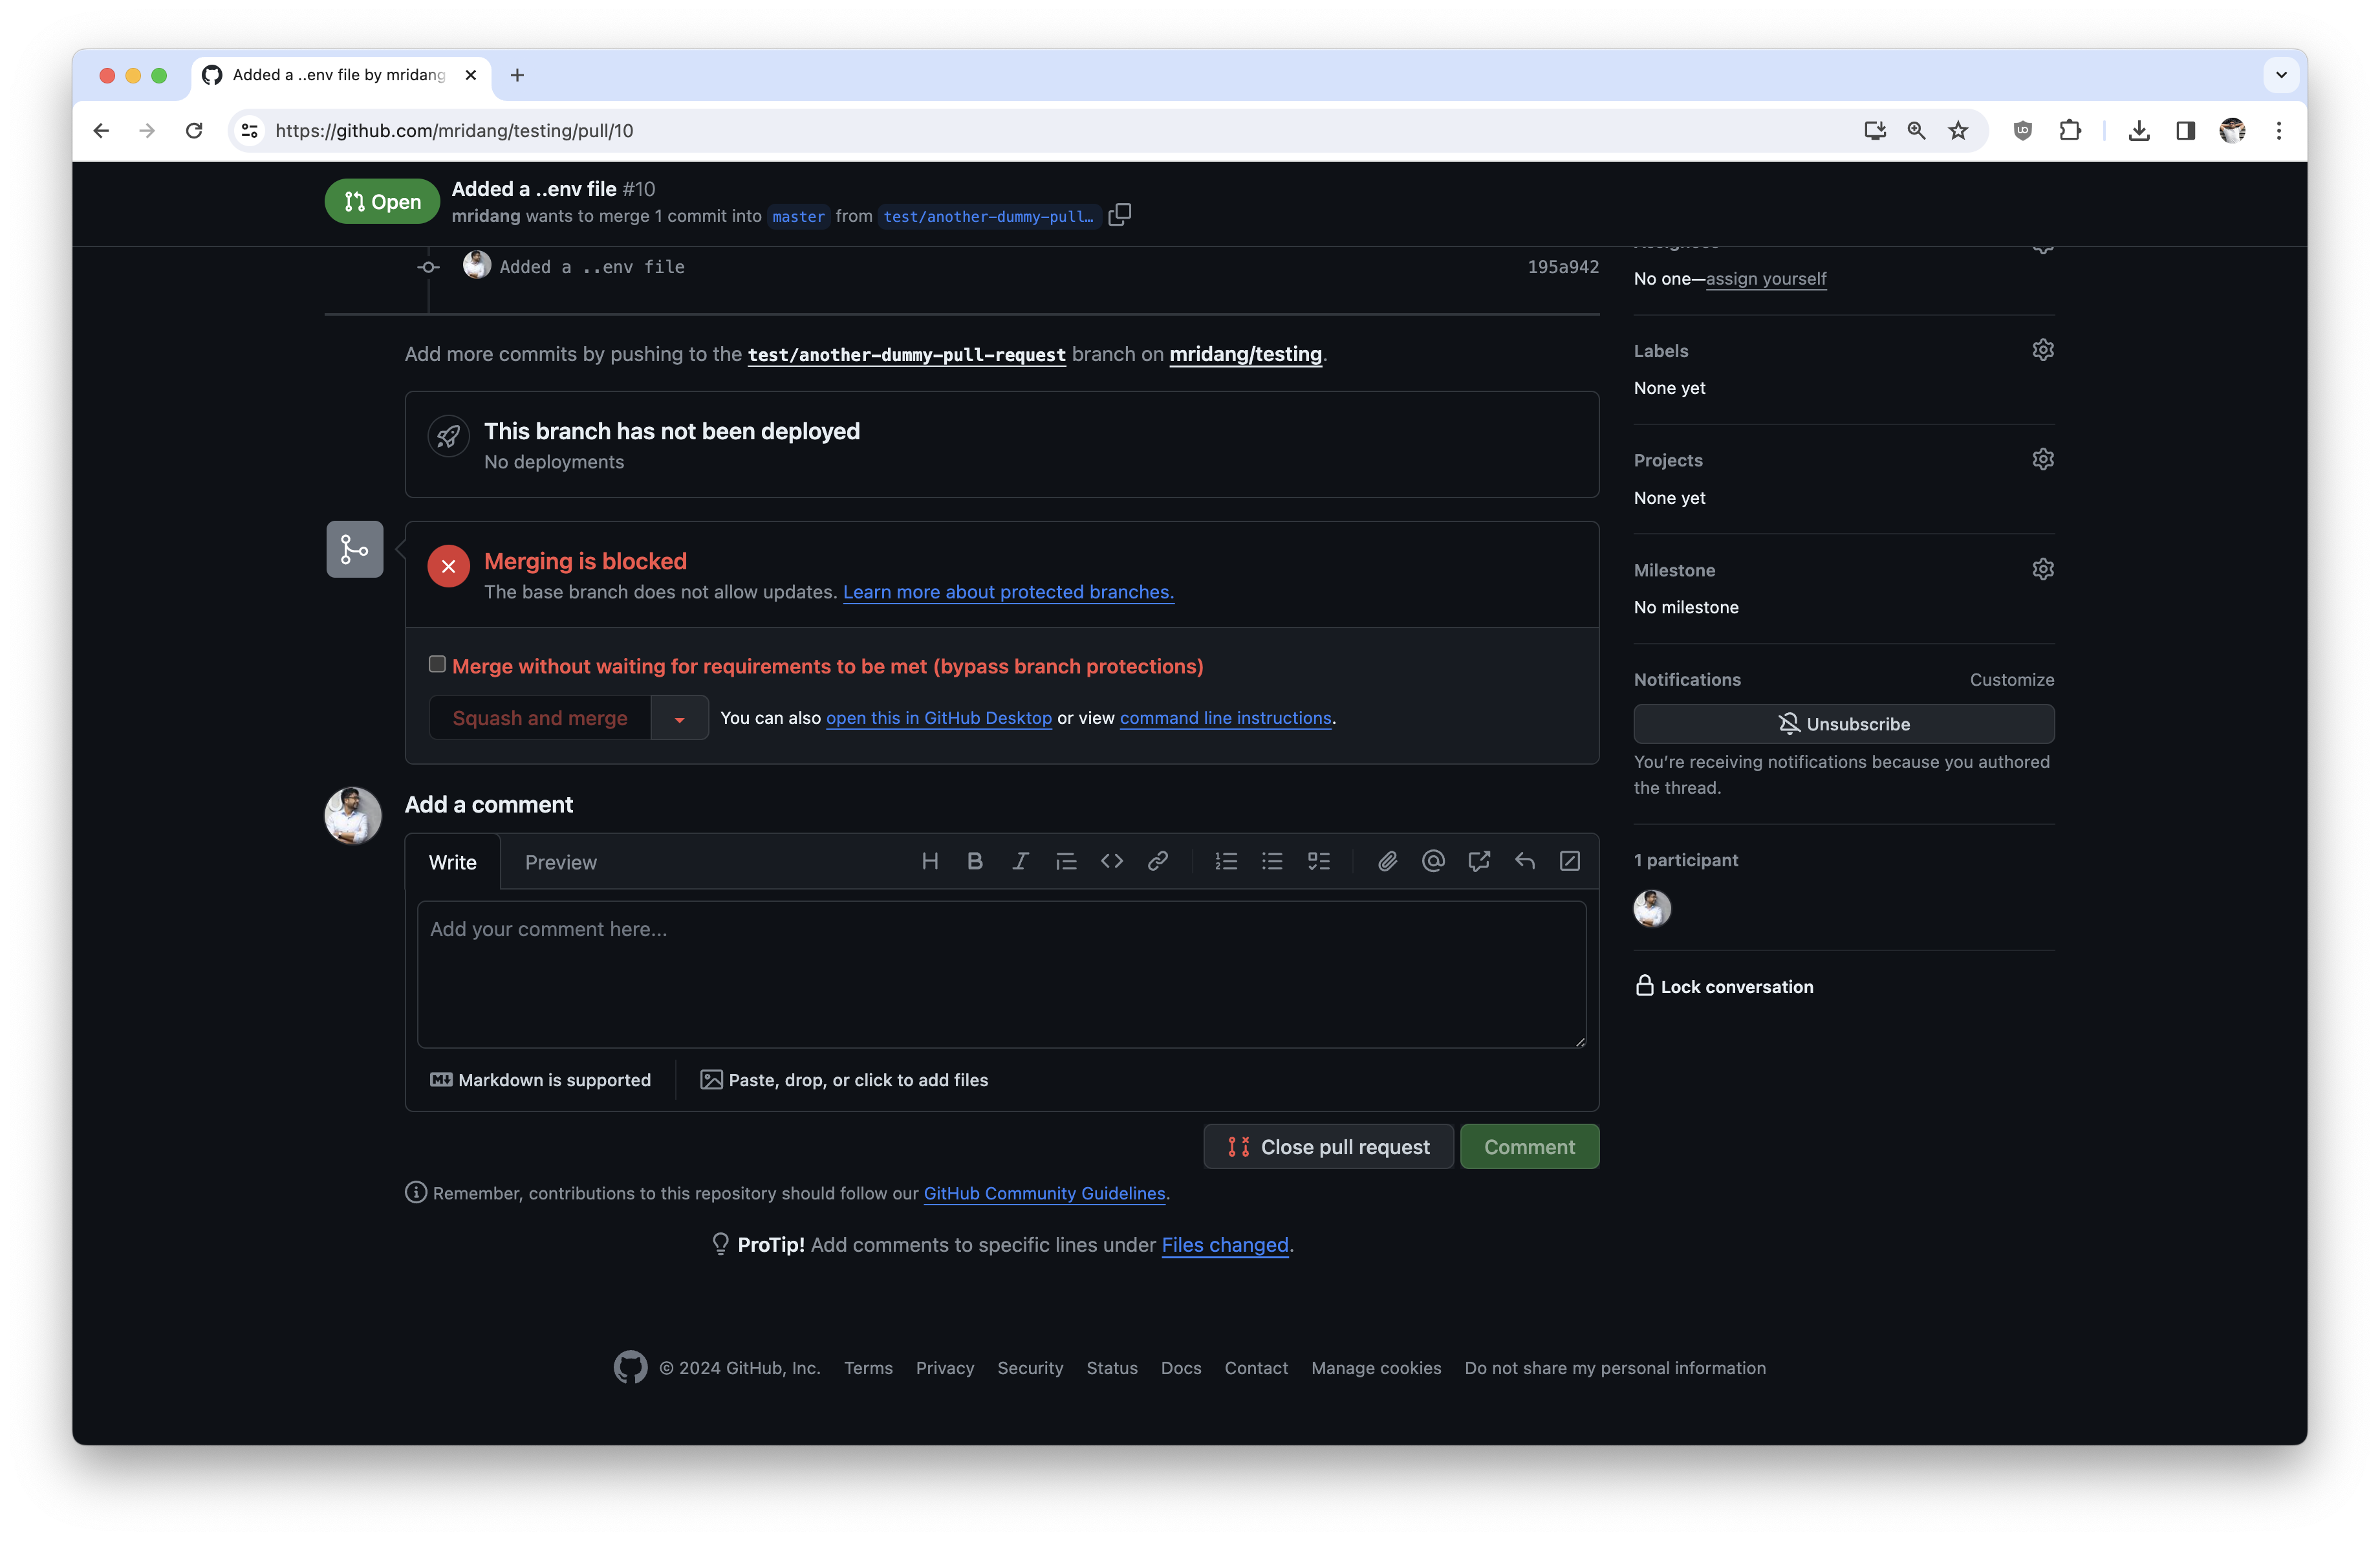 Added a ..env file by mridang
https://github.com/mridang/testing/pull/10
Open
Added a ..env file #10
mridang wants to merge 1 commit into master from test/another-dummy-pull…
Added a ..env file 195a942
Add more commits by pushing to the test/another-dummy-pull-request branch on mridang/testing.
This branch has not been deployed
No deployments
Merging is blocked
The base branch does not allow updates. Learn more about protected branches.
Merge without waiting for requirements to be met (bypass branch protections)
Squash and merge
You can also open this in GitHub Desktop or view command line instructions.
Add a comment
Write Preview
Add your comment here...
Markdown is supported
Paste, drop, or click to add files
Close pull request
Comment
Remember, contributions to this repository should follow our GitHub Community Guidelines.
ProTip! Add comments to specific lines under Files changed.
No one—assign yourself
Labels
None yet
Projects
None yet
Milestone
No milestone
Notifications Customize
Unsubscribe
You’re receiving notifications because you authored
the thread.
1 participant
Lock conversation
© 2024 GitHub, Inc. Terms Privacy Security Status Docs Contact Manage cookies Do not share my personal information